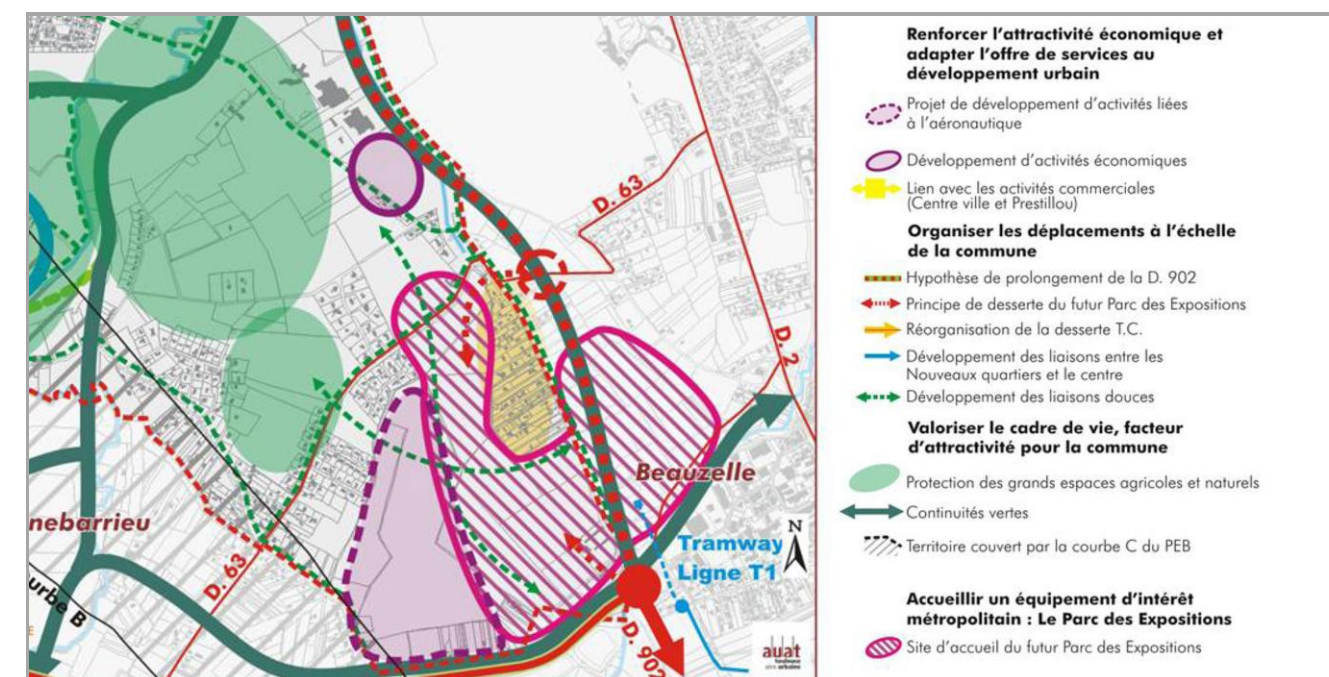 D. 63
D. 2
Beauzelle
nebarrieu
Tramway
Ligne T1
N
D. 63
urbe B
E
D. 902
auat
Renforcer l'attractivité économique et
adapter l'offre de services au
développement urbain
Projet de développement d'activités liées
à l'aéronautique
Développement d'activités économiques
Lien avec les activités commerciales
(Centre ville et Prestillou)
Organiser les déplacements à l'échelle
de la commune
Hypothèse de prolongement de la D. 902
Principe de desserte du futur Parc des Expositions
Réorganisation de la desserte T.C.
Développement des liaisons entre les
Nouveaux quartiers et le centre
Développement des liaisons douces
Valoriser le cadre de vie, facteur
d'attractivité pour la commune
Protection des grands espaces agricoles et naturels
Continuités vertes
Territoire couvert par la courbe C du PEB
Accueillir un équipement d'intérêt
métropolitain : Le Parc des Expositions
Site d'accueil du futur Parc des Expositions